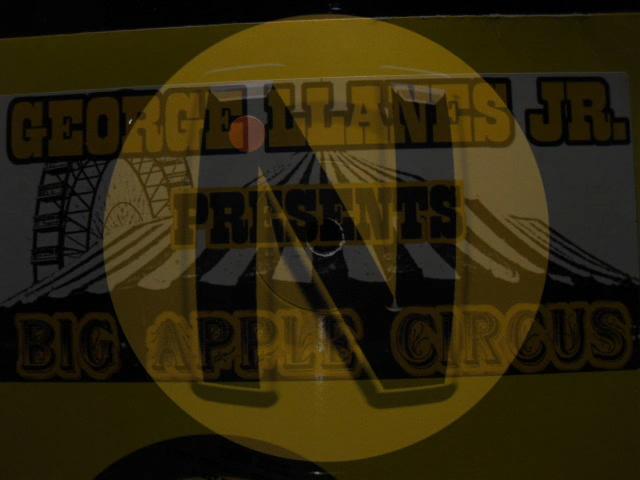 GEORGE LLANES JR.
PRESENTS
BIG APPLE CIRCUS
N